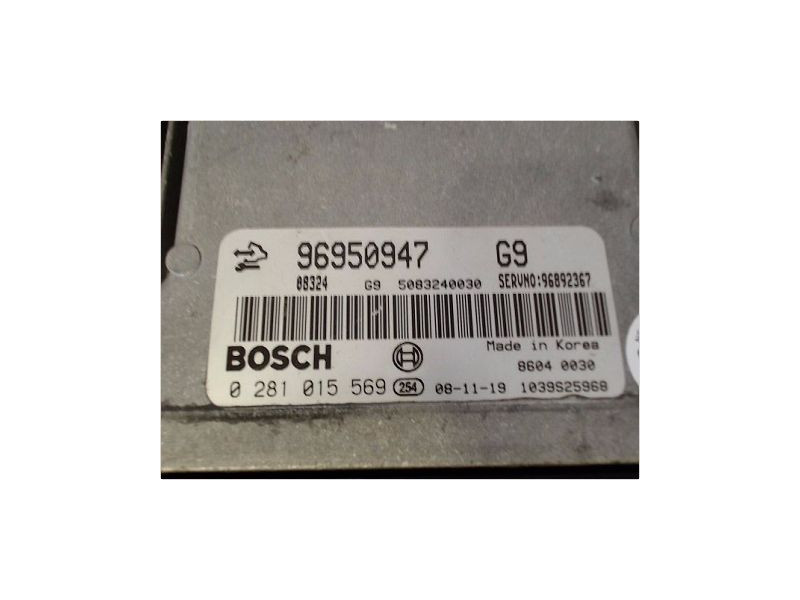 96950947 G9
08324 G9 5083240030 SERVNO:96892367
BOSCH Made in Korea
8604 0030
0 281 015 569 254 08-11-19 1039S25968